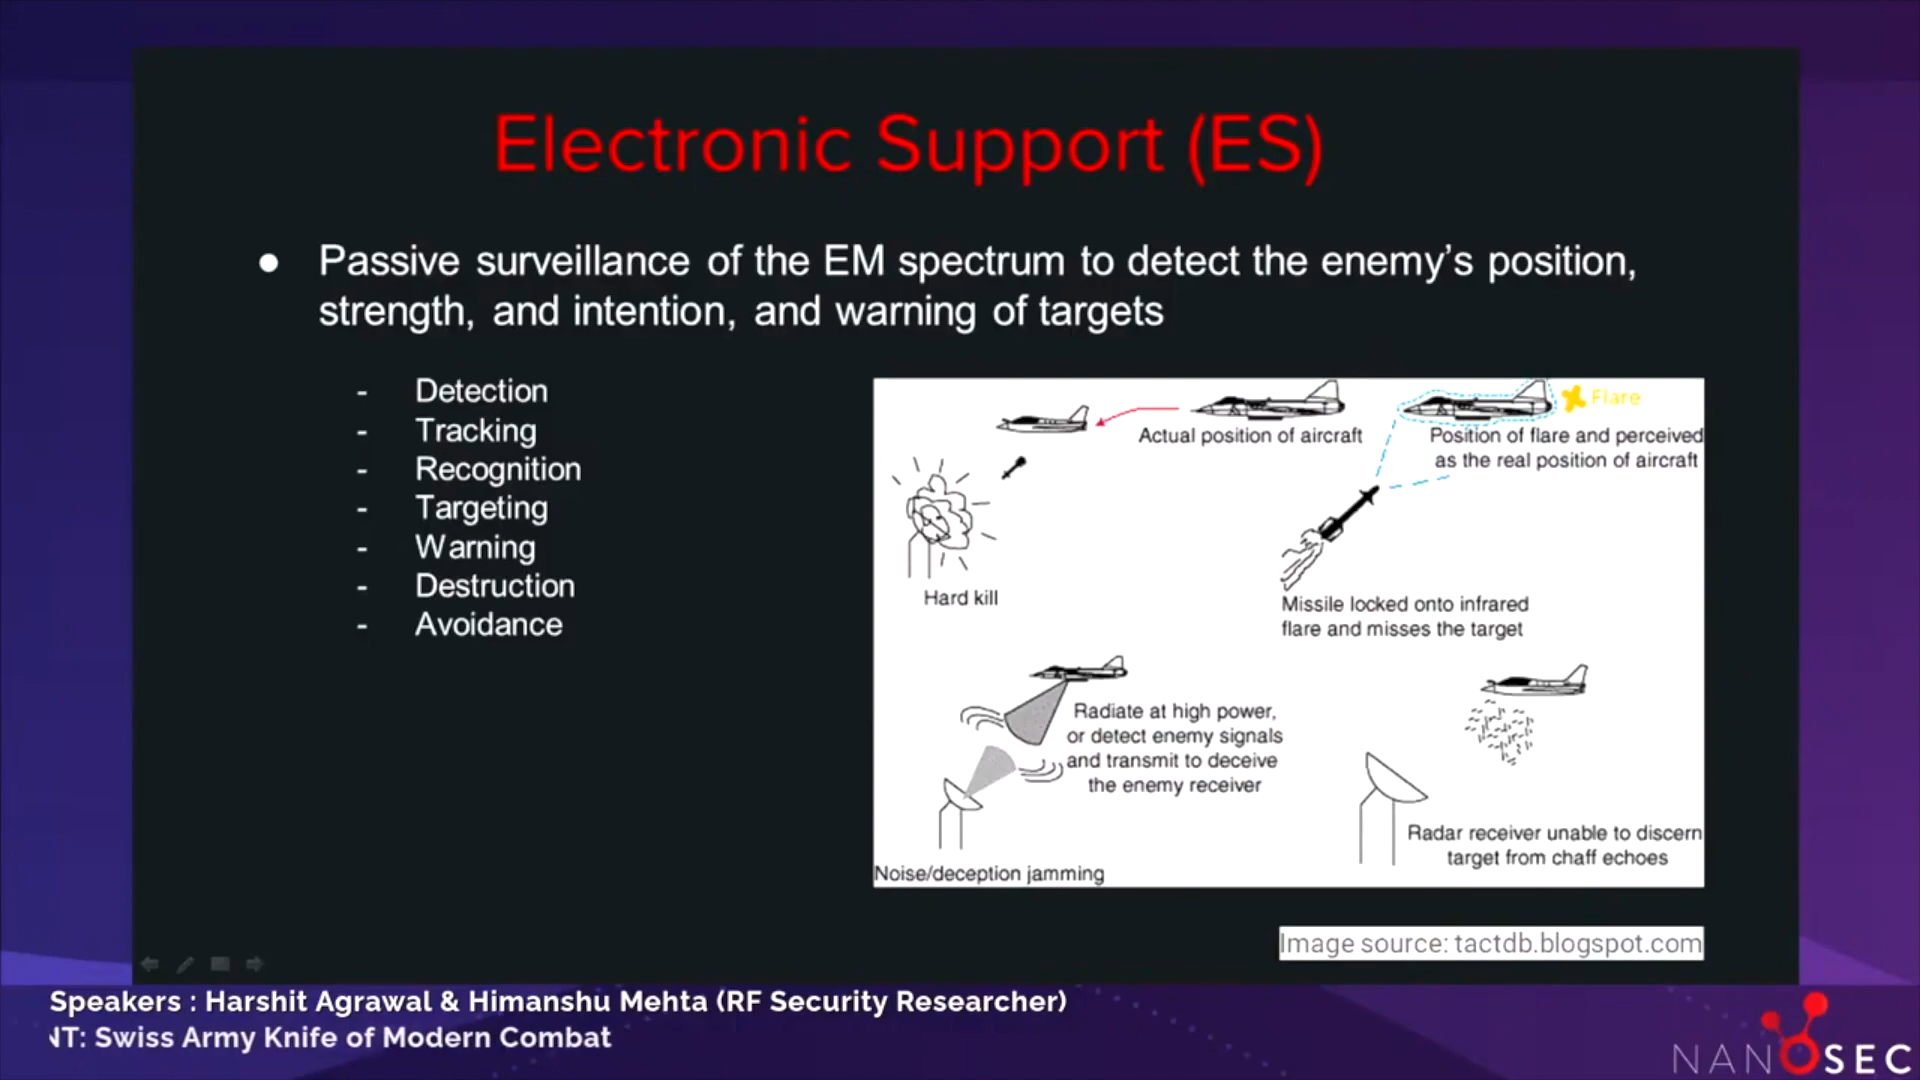 Electronic Support (ES)
● Passive surveillance of the EM spectrum to detect the enemy’s position,
strength, and intention, and warning of targets
- Detection
- Tracking
- Recognition
- Targeting
- Warning
- Destruction
- Avoidance
Flare
Actual position of aircraft
Position of flare and perceived
as the real position of aircraft
Hard kill
Missile locked onto infrared
flare and misses the target
Radiate at high power,
or detect enemy signals
and transmit to deceive
the enemy receiver
Noise/deception jamming
Radar receiver unable to discern
target from chaff echoes
Image source: tactdb.blogspot.com
Speakers : Harshit Agrawal & Himanshu Mehta (RF Security Researcher)
NT: Swiss Army Knife of Modern Combat
NANOSEC